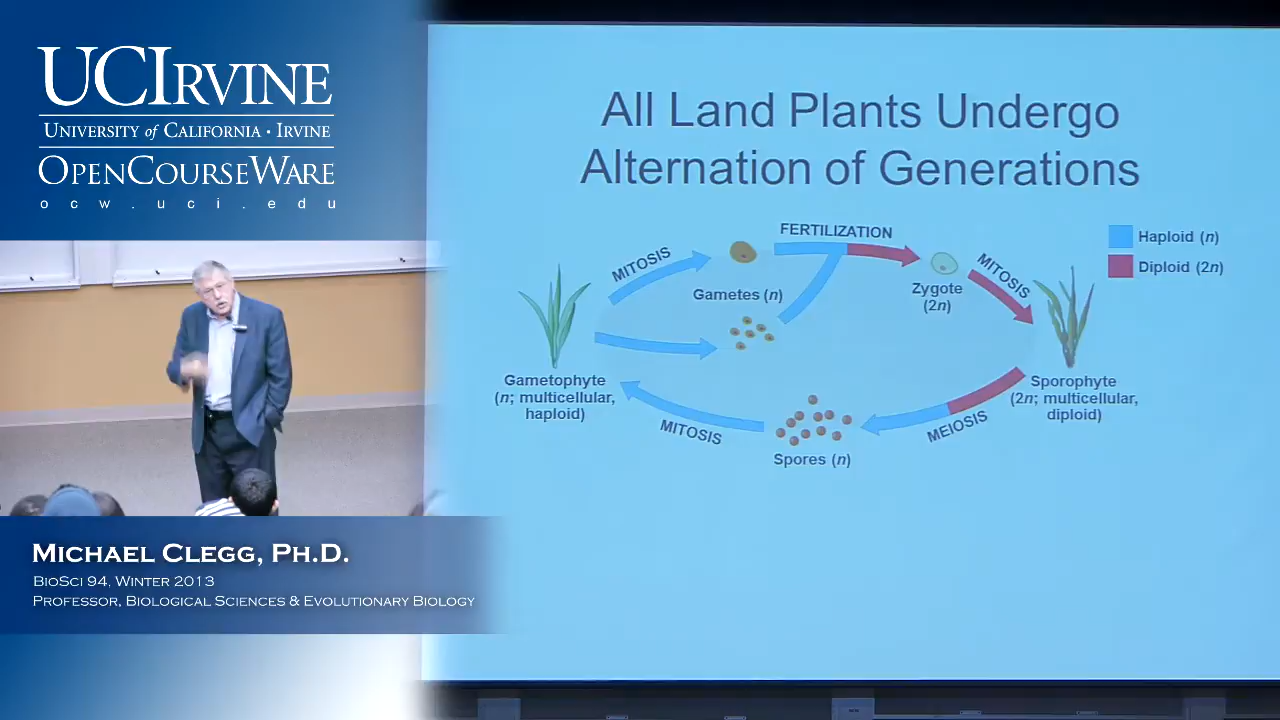 UCIRVINE
UNIVERSITY of CALIFORNIA • IRVINE
OPENCOURSEWARE
ocw.uci.edu
MICHAEL CLEGG, PH.D.
BIOSCI 94, WINTER 2013
PROFESSOR, BIOLOGICAL SCIENCES & EVOLUTIONARY BIOLOGY
All Land Plants Undergo
Alternation of Generations
FERTILIZATION
Haploid (n)
Diploid (2n)
MITOSIS
Gametes (n)
Zygote
(2n)
MITOSIS
Gametophyte
(n; multicellular,
haploid)
Sporophyte
(2n; multicellular,
diploid)
MITOSIS
Spores (n)
MEIOSIS